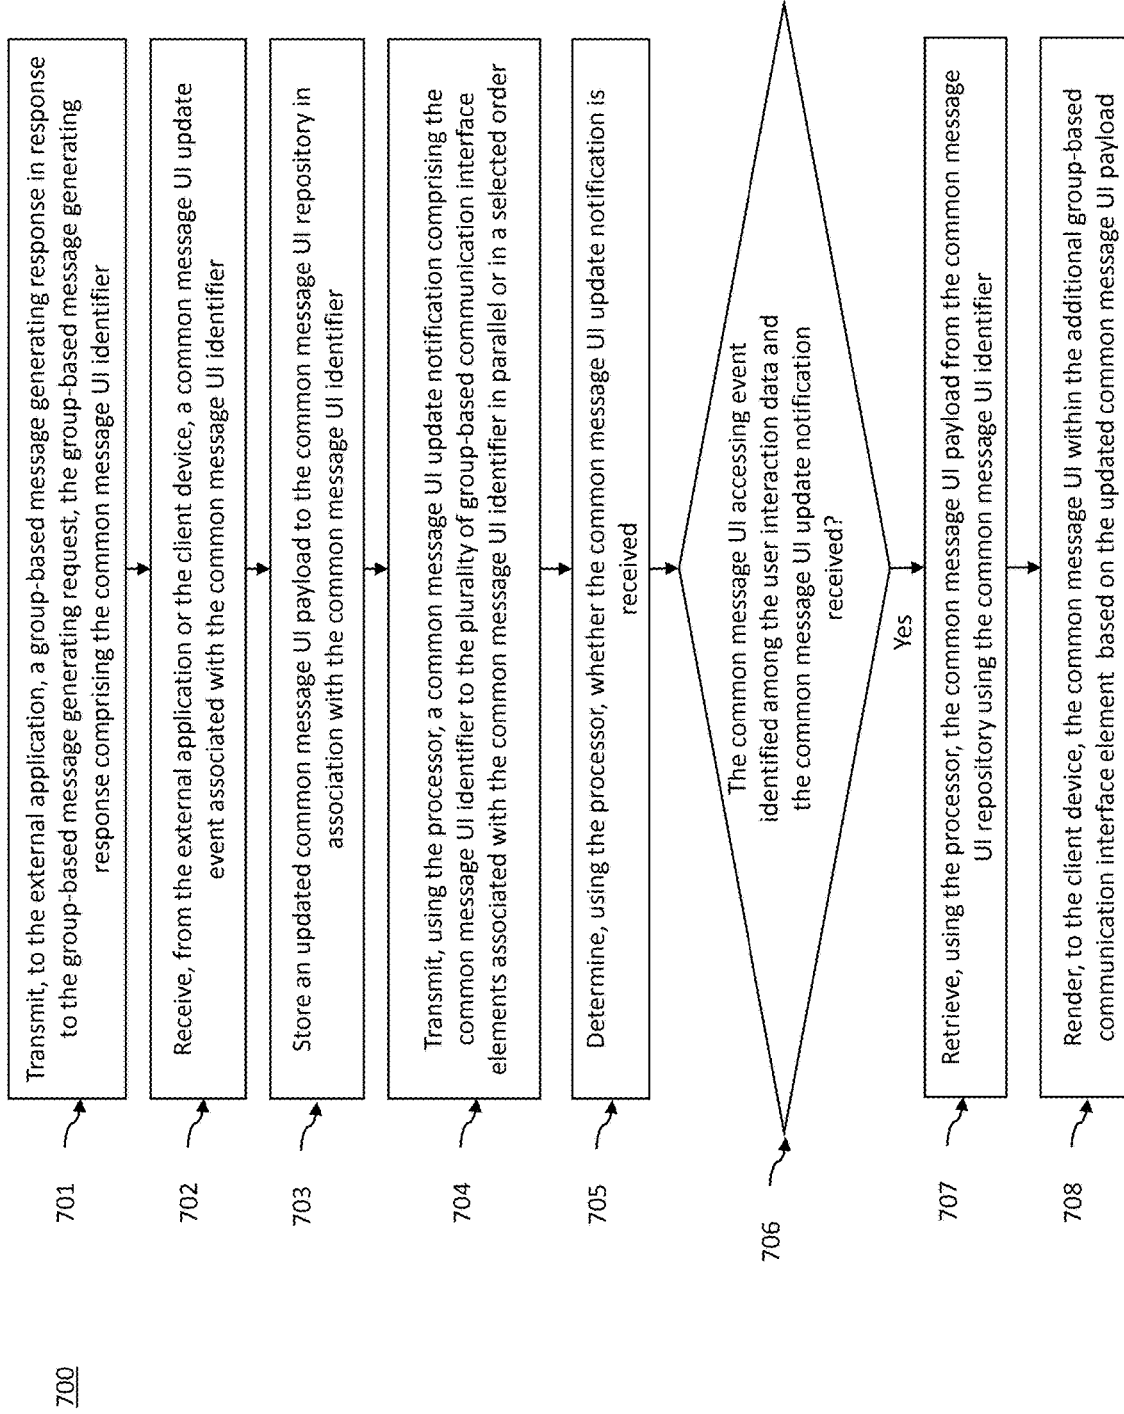 700
701
Transmit, to the external application, a group-based message generating response in response
to the group-based message generating request, the group-based message generating
response comprising the common message UI identifier
702
Receive, from the external application or the client device, a common message UI update
event associated with the common message UI identifier
703
Store an updated common message UI payload to the common message UI repository in
association with the common message UI identifier
704
Transmit, using the processor, a common message UI update notification comprising the
common message UI identifier to the plurality of group-based communication interface
elements associated with the common message UI identifier in parallel or in a selected order
705
Determine, using the processor, whether the common message UI update notification is
received
706
The common message UI accessing event
identified among the user interaction data and
the common message UI update notification
received?
Yes
707
Retrieve, using the processor, the common message UI payload from the common message
UI repository using the common message UI identifier
708
Render, to the client device, the common message UI within the additional group-based
communication interface element based on the updated common message UI payload